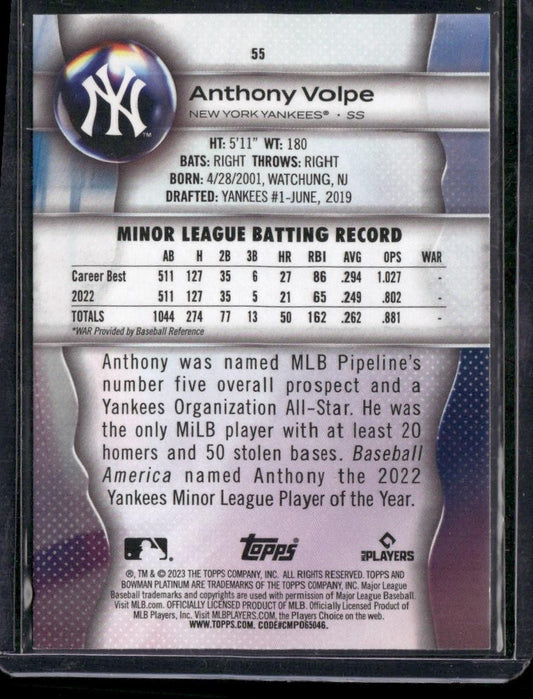 55
NY
TM
Anthony Volpe
NEW YORK YANKEES® • SS
HT: 5'11" WT: 180
BATS: RIGHT THROWS: RIGHT
BORN: 4/28/2001, WATCHUNG, NJ
DRAFTED: YANKEES #1-JUNE, 2019
MINOR LEAGUE BATTING RECORD
AB H 2B 3B HR RBI AVG OPS WAR
Career Best 511 127 35 6 27 86 .294 1.027 -
2022 511 127 35 5 21 65 .249 .802 -
TOTALS 1044 274 77 13 50 162 .262 .881 -
*WAR Provided by Baseball Reference
Anthony was named MLB Pipeline's
number five overall prospect and a
Yankees Organization All-Star. He was
the only MiLB player with at least 20
homers and 50 stolen bases. Baseball
America named Anthony the 2022
Yankees Minor League Player of the Year.
topps
MLB PLAYERS
®, TM & © 2023 THE TOPPS COMPANY, INC. ALL RIGHTS RESERVED. TOPPS AND
BOWMAN PLATINUM ARE TRADEMARKS OF THE TOPPS COMPANY, INC. Major League
Baseball trademarks and copyrights are used with permission of Major League Baseball.
Visit MLB.com. OFFICIALLY LICENSED PRODUCT OF MLB. Officially Licensed Product of
MLB Players, Inc. Visit MLBPLAYERS.COM, the Players Choice on the web.
WWW.TOPPS.COM. CODE#CMP065046.